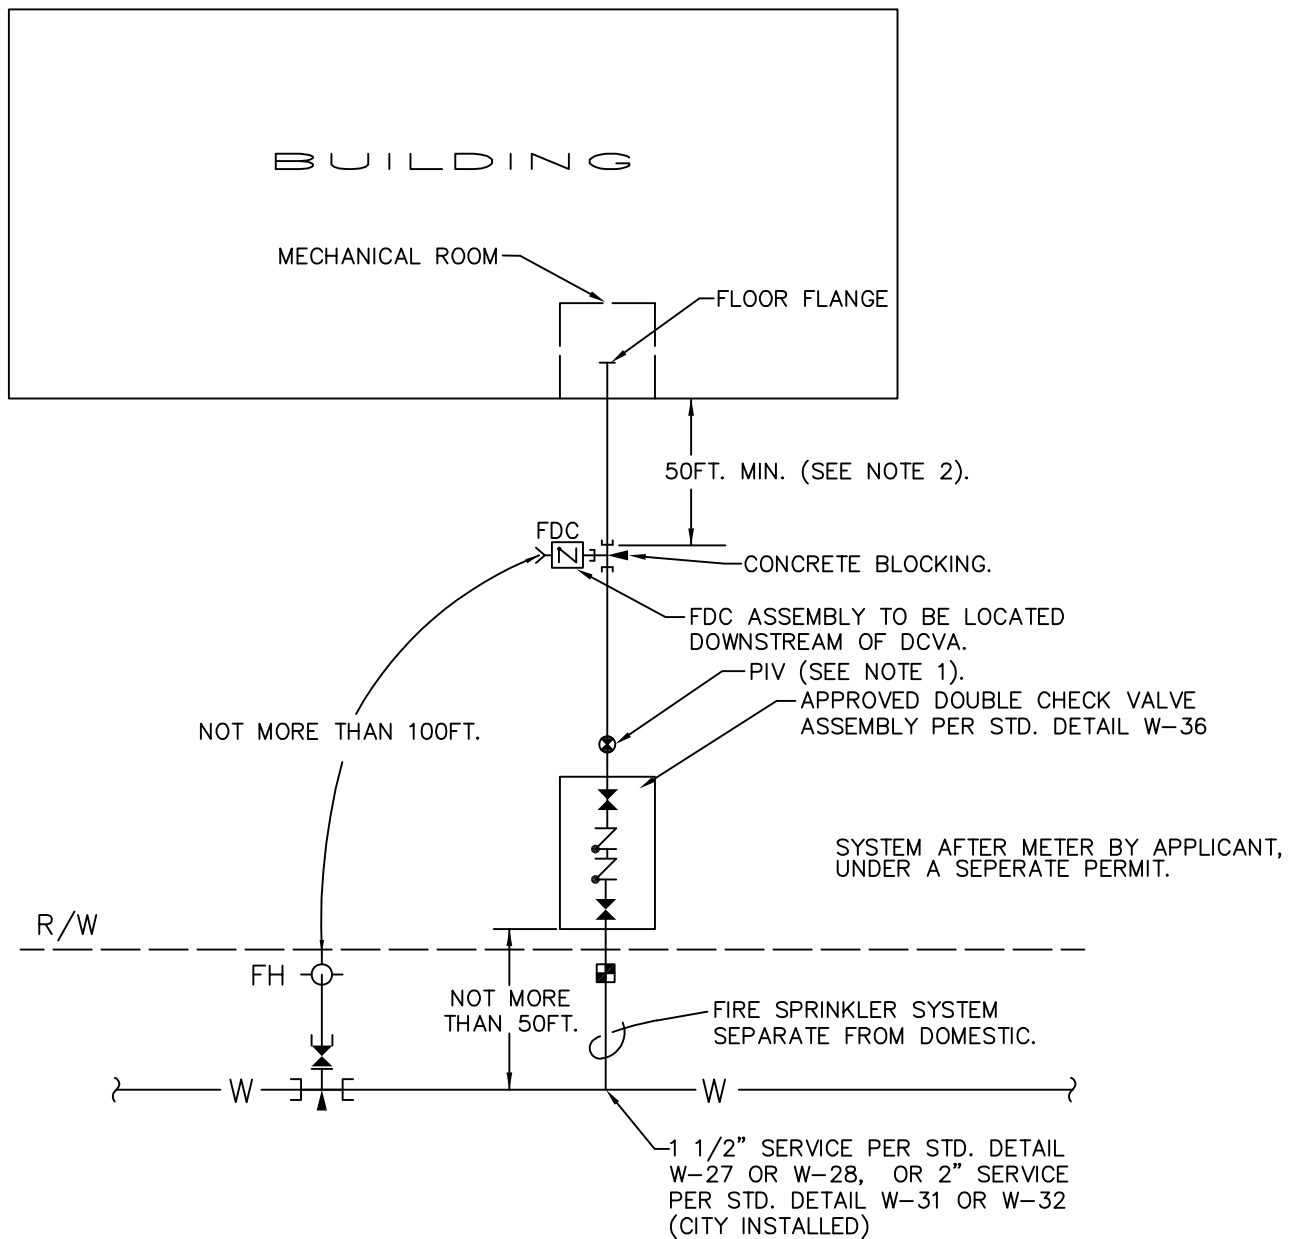 BUILDING
MECHANICAL ROOM
FLOOR FLANGE
50FT. MIN. (SEE NOTE 2).
FDC
CONCRETE BLOCKING.
FDC ASSEMBLY TO BE LOCATED
DOWNSTREAM OF DCVA.
PIV (SEE NOTE 1).
APPROVED DOUBLE CHECK VALVE
ASSEMBLY PER STD. DETAIL W-36
NOT MORE THAN 100FT.
SYSTEM AFTER METER BY APPLICANT,
UNDER A SEPERATE PERMIT.
R/W
FH
NOT MORE
THAN 50FT.
FIRE SPRINKLER SYSTEM
SEPARATE FROM DOMESTIC.
W
W
1 1/2" SERVICE PER STD. DETAIL
W-27 OR W-28, OR 2" SERVICE
PER STD. DETAIL W-31 OR W-32
(CITY INSTALLED)